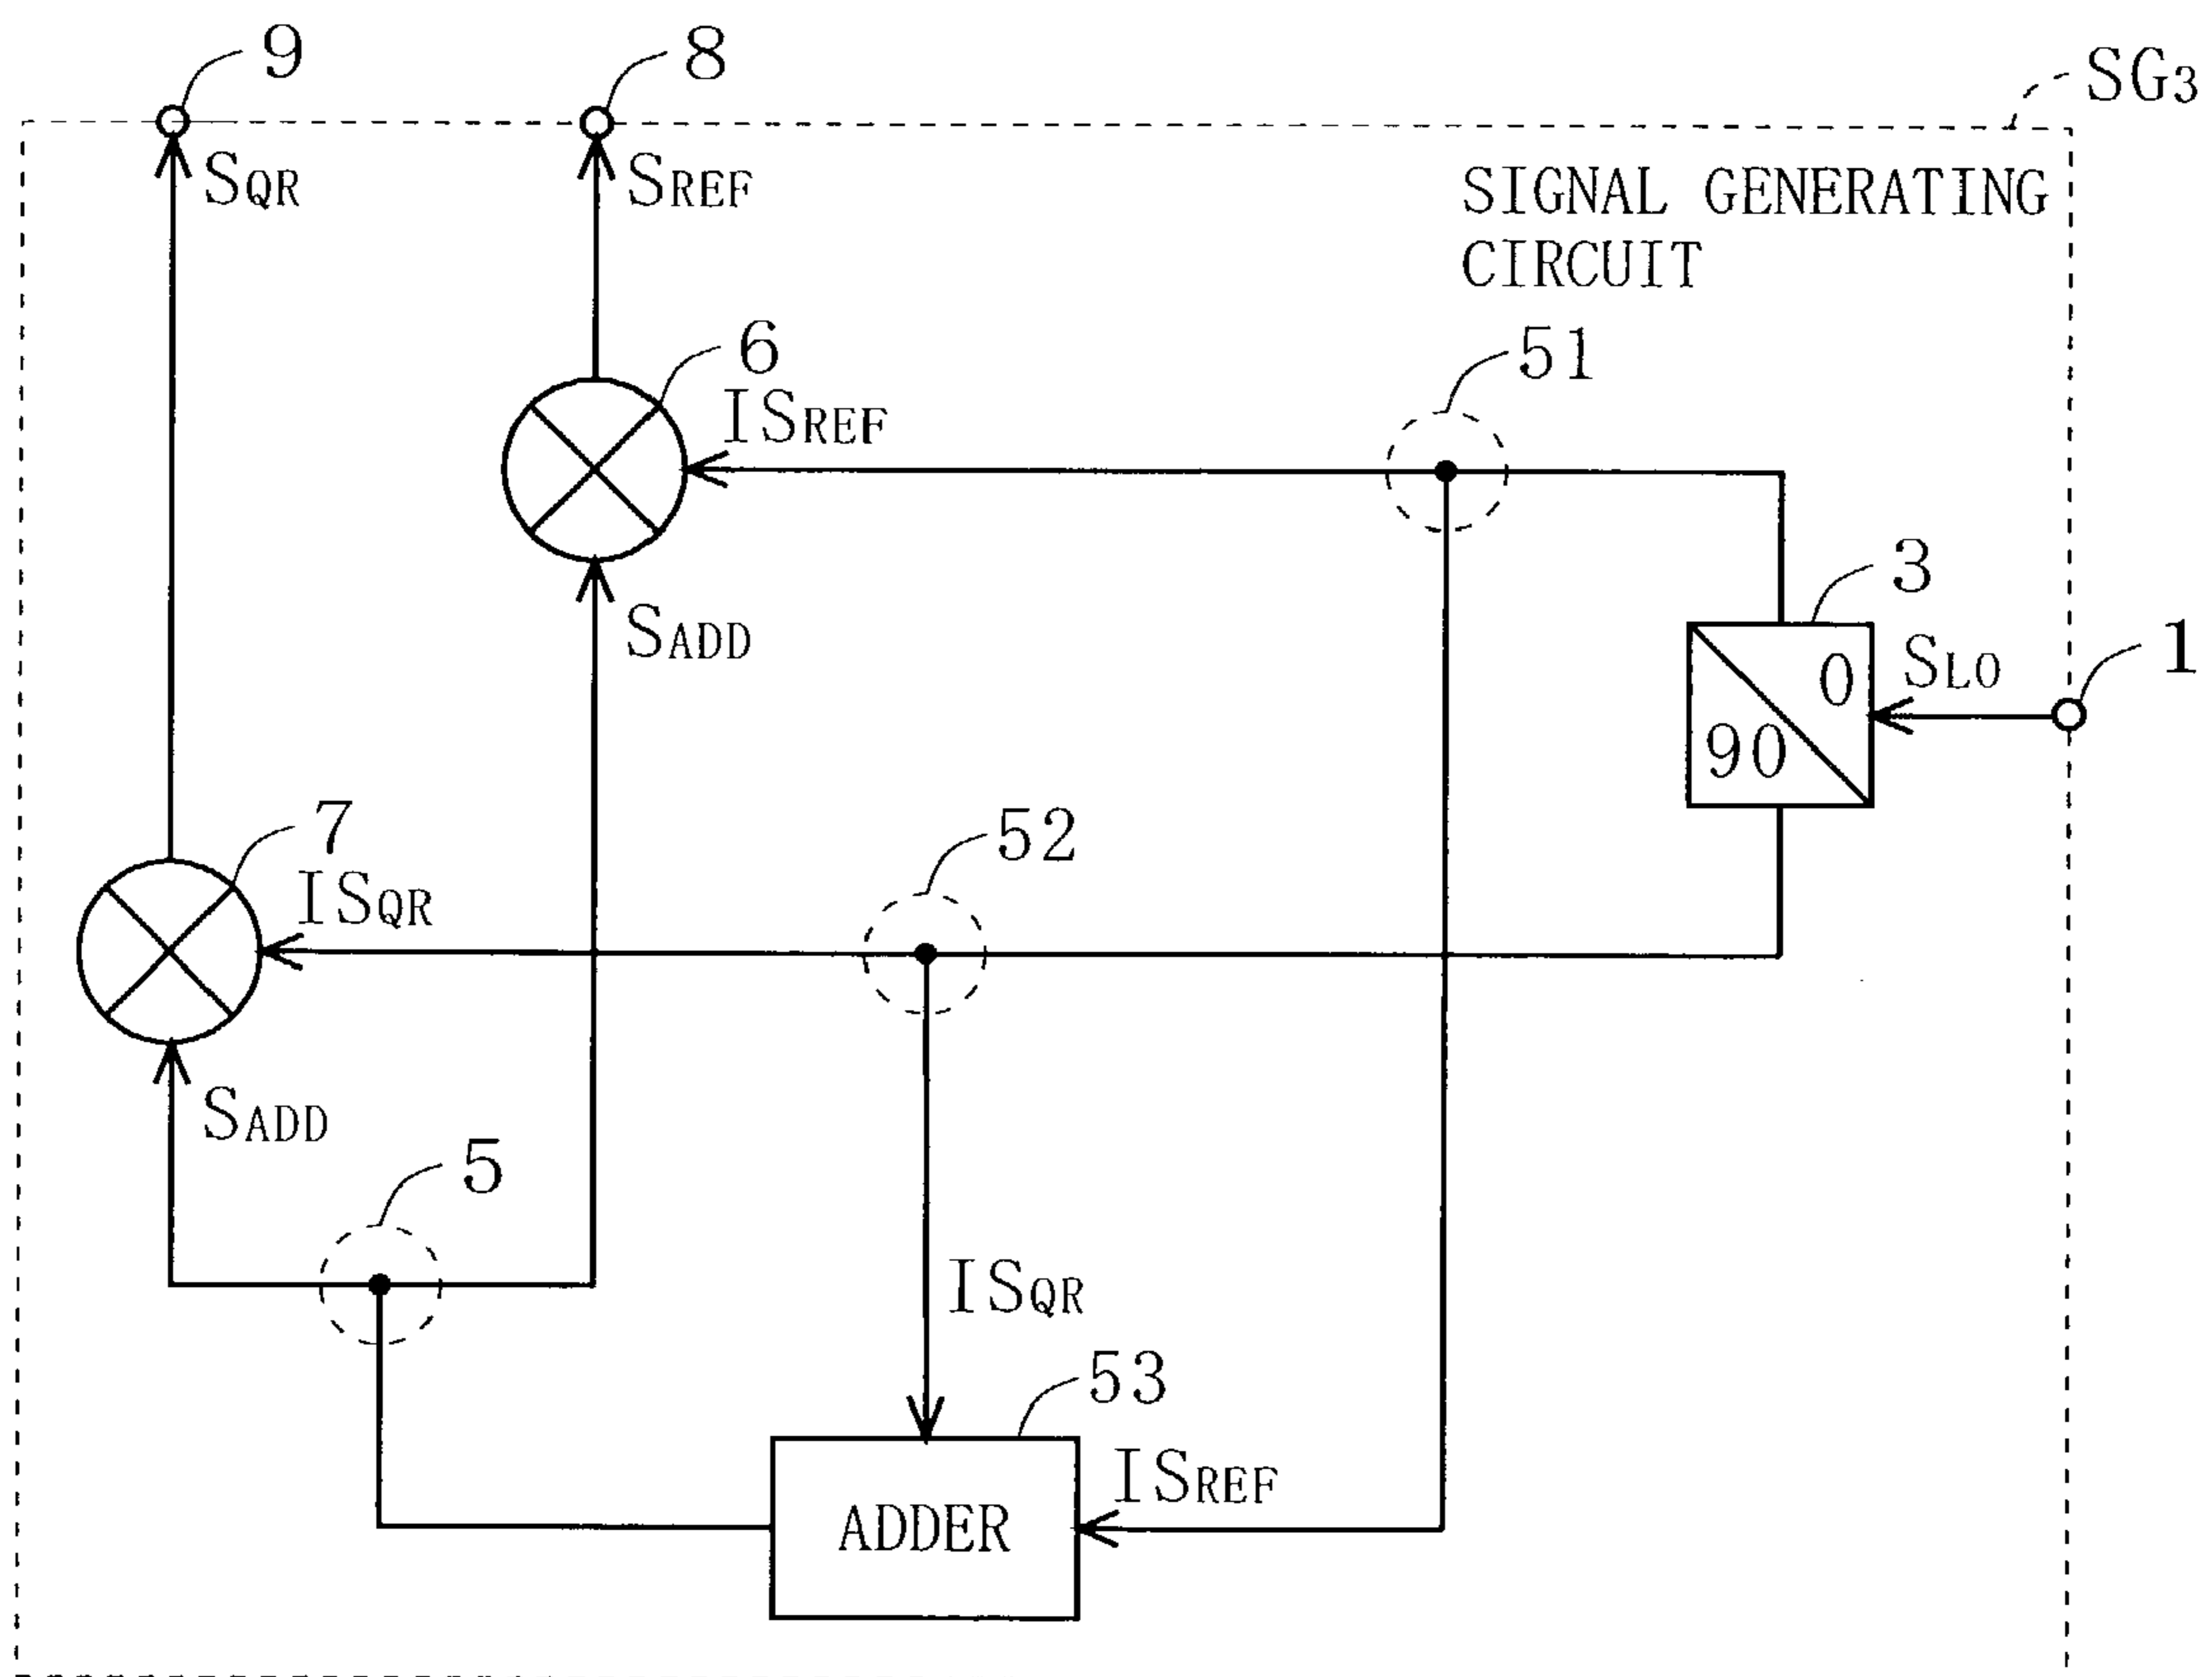 9
8
SG3
SQR
SREF
SIGNAL GENERATING
CIRCUIT
6
51
ISREF
3
SADD
SLO
1
0
90
7
52
ISQR
SADD
5
ISQR
53
ISREF
ADDER